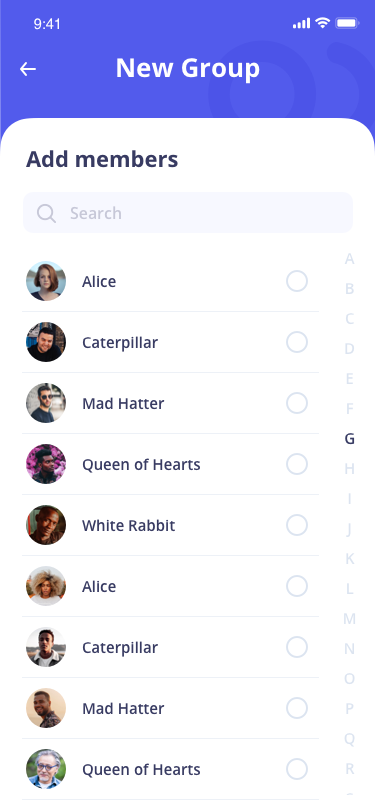 9:41
New Group
Add members
Search
Alice
Caterpillar
Mad Hatter
Queen of Hearts
White Rabbit
Alice
Caterpillar
Mad Hatter
Queen of Hearts
A
B
C
D
E
F
G
H
I
J
K
L
M
N
O
P
Q
R